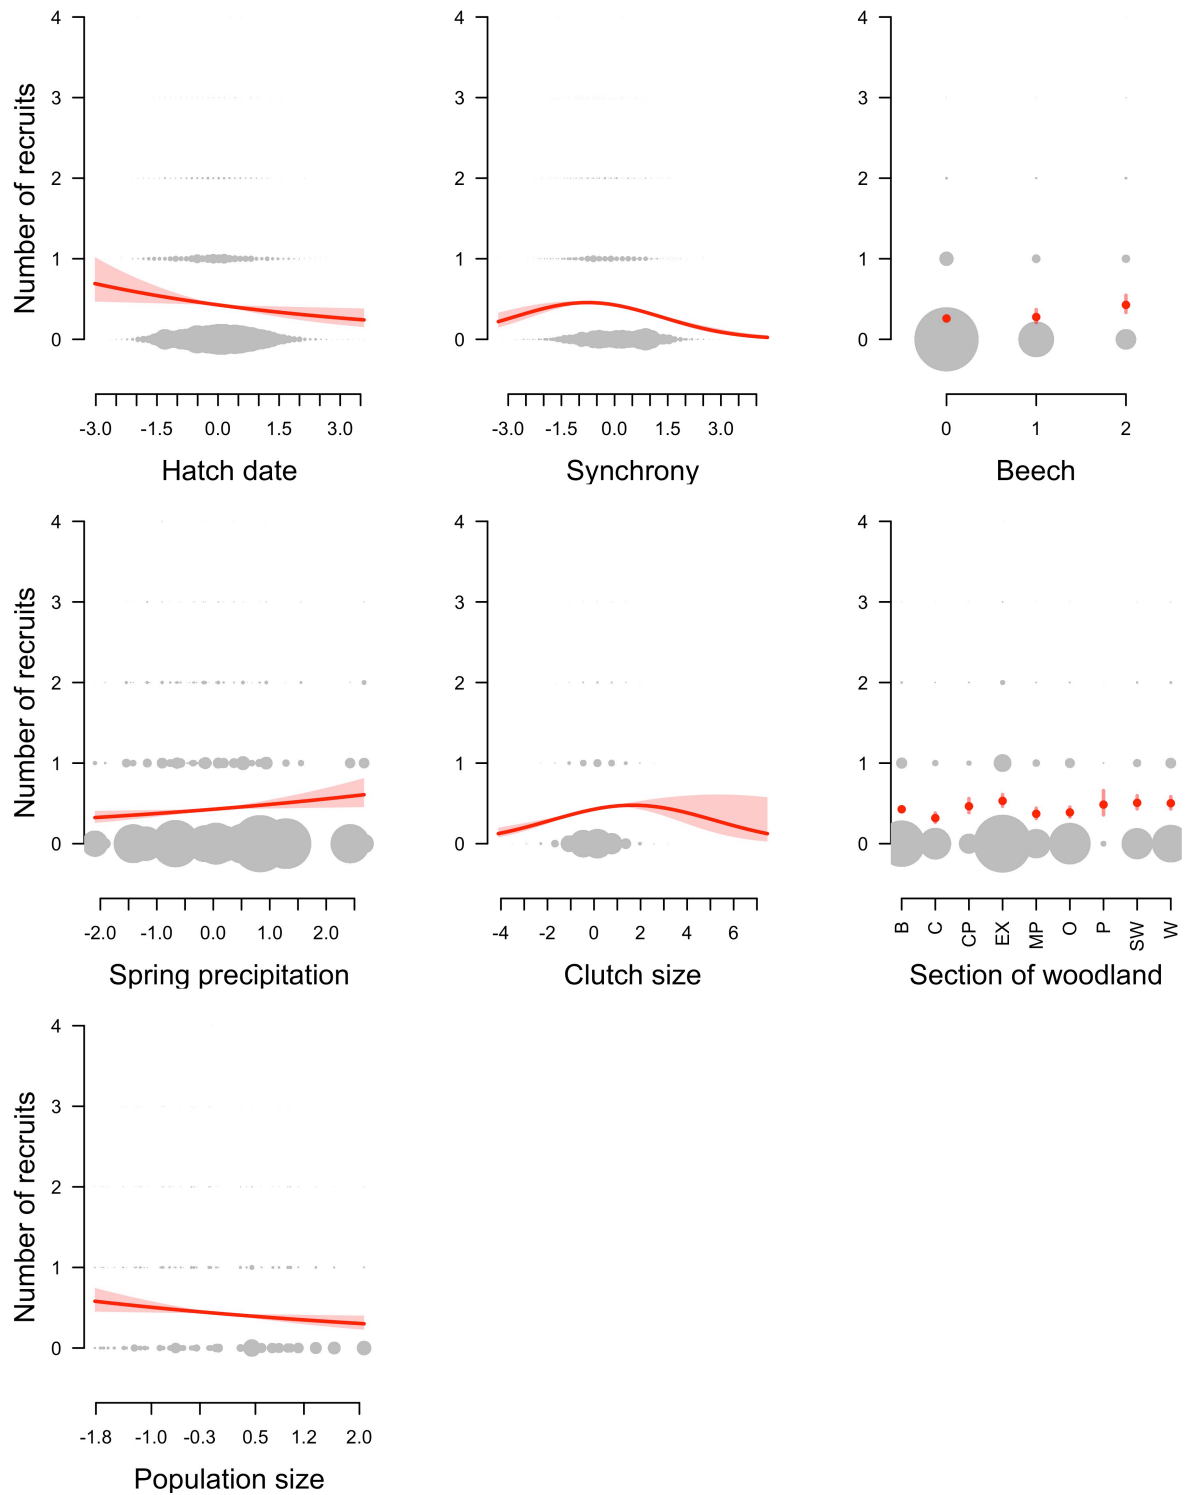 4 4 4
3 3 3
2 2 2
1 1 1
0 0 0
Number of recruits
-3.0 -1.5 0.0 1.5 3.0 -3.0 -1.5 0.0 1.5 3.0 0 1 2
Hatch date Synchrony Beech
4 4 4
3 3 3
2 2 2
1 1 1
0 0 0
Number of recruits
-2.0 -1.0 0.0 1.0 2.0 -4 -2 0 2 4 6 B C CP EX MP O P SW W
Spring precipitation Clutch size Section of woodland
4
3
2
1
0
Number of recruits
-1.8 -1.0 -0.3 0.5 1.2 2.0
Population size